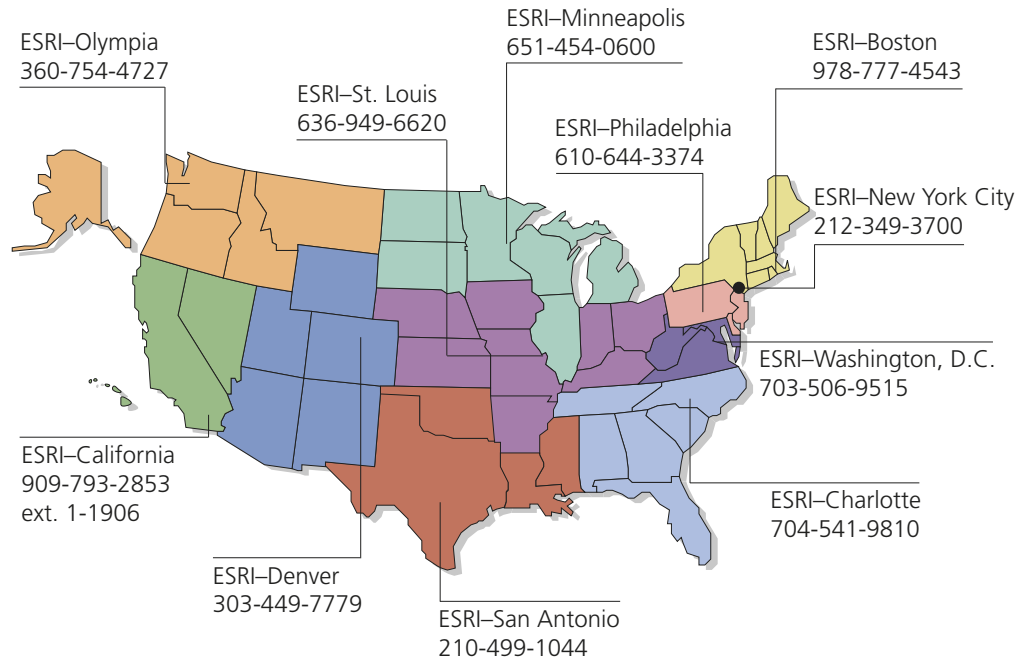 ESRI–Minneapolis
651-454-0600
ESRI–Olympia
360-754-4727
ESRI–Boston
978-777-4543
ESRI–St. Louis
636-949-6620
ESRI–Philadelphia
610-644-3374
ESRI–New York City
212-349-3700
ESRI–Washington, D.C.
703-506-9515
ESRI–California
909-793-2853
ext. 1-1906
ESRI–Charlotte
704-541-9810
ESRI–Denver
303-449-7779
ESRI–San Antonio
210-499-1044